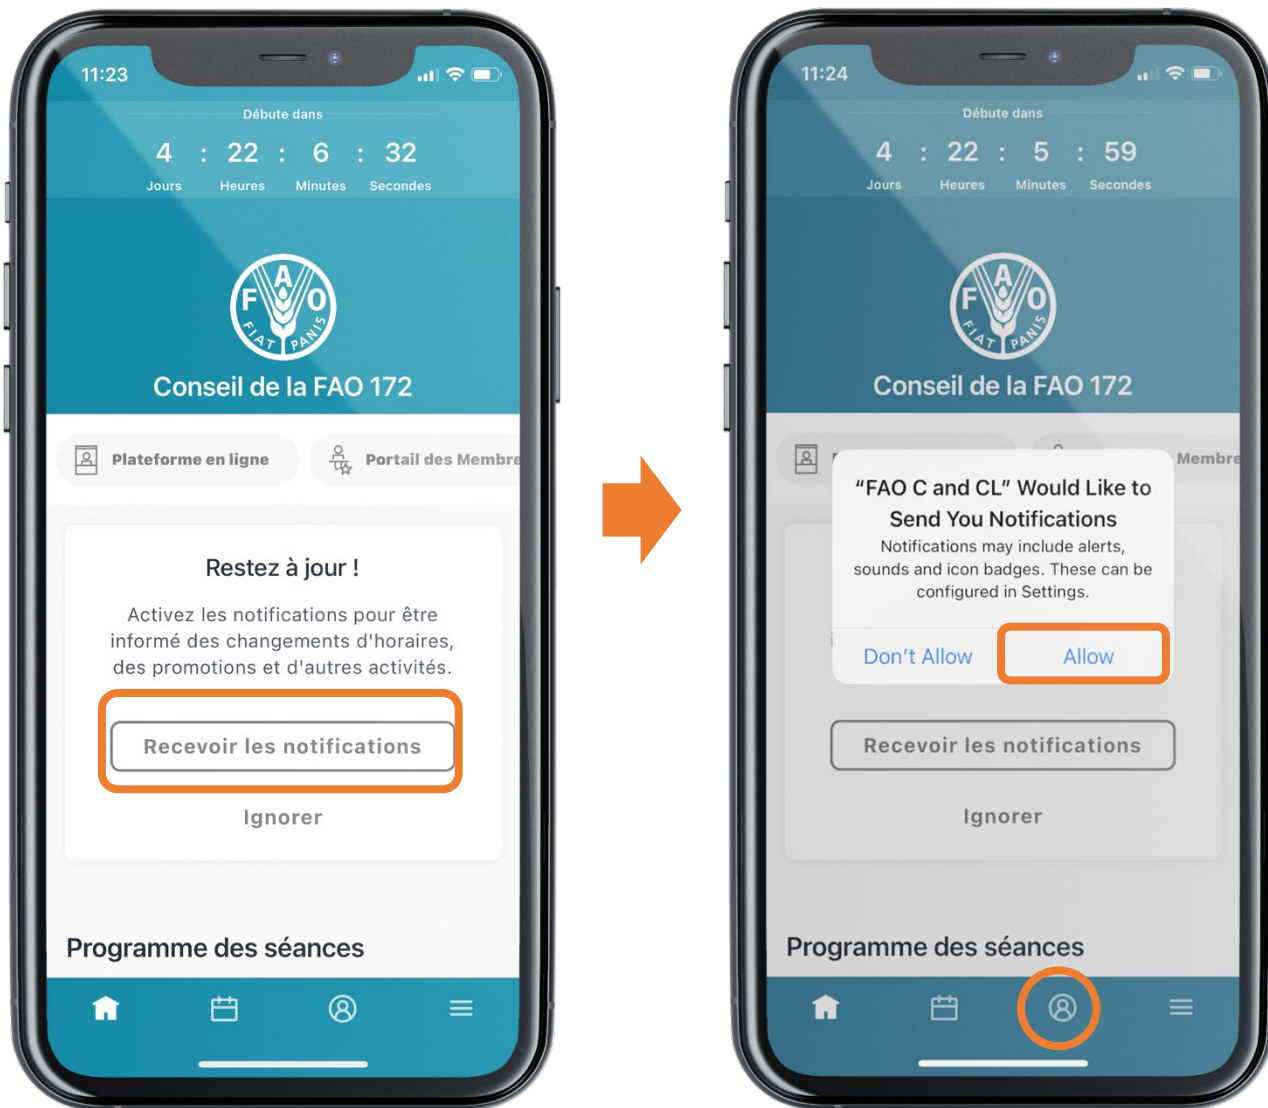 11:23
Débute dans
4 : 22 : 6 : 32
Jours Heures Minutes Secondes
F A O
FIAT PANIS
Conseil de la FAO 172
Plateforme en ligne
Portail des Membre
Restez à jour !
Activez les notifications pour être
informé des changements d'horaires,
des promotions et d'autres activités.
Recevoir les notifications
Ignorer
Programme des séances
11:24
Débute dans
4 : 22 : 5 : 59
Jours Heures Minutes Secondes
F A O
FIAT PANIS
Conseil de la FAO 172
Membre
“FAO C and CL” Would Like to
Send You Notifications
Notifications may include alerts,
sounds and icon badges. These can be
configured in Settings.
Don't Allow
Allow
Recevoir les notifications
Ignorer
Programme des séances